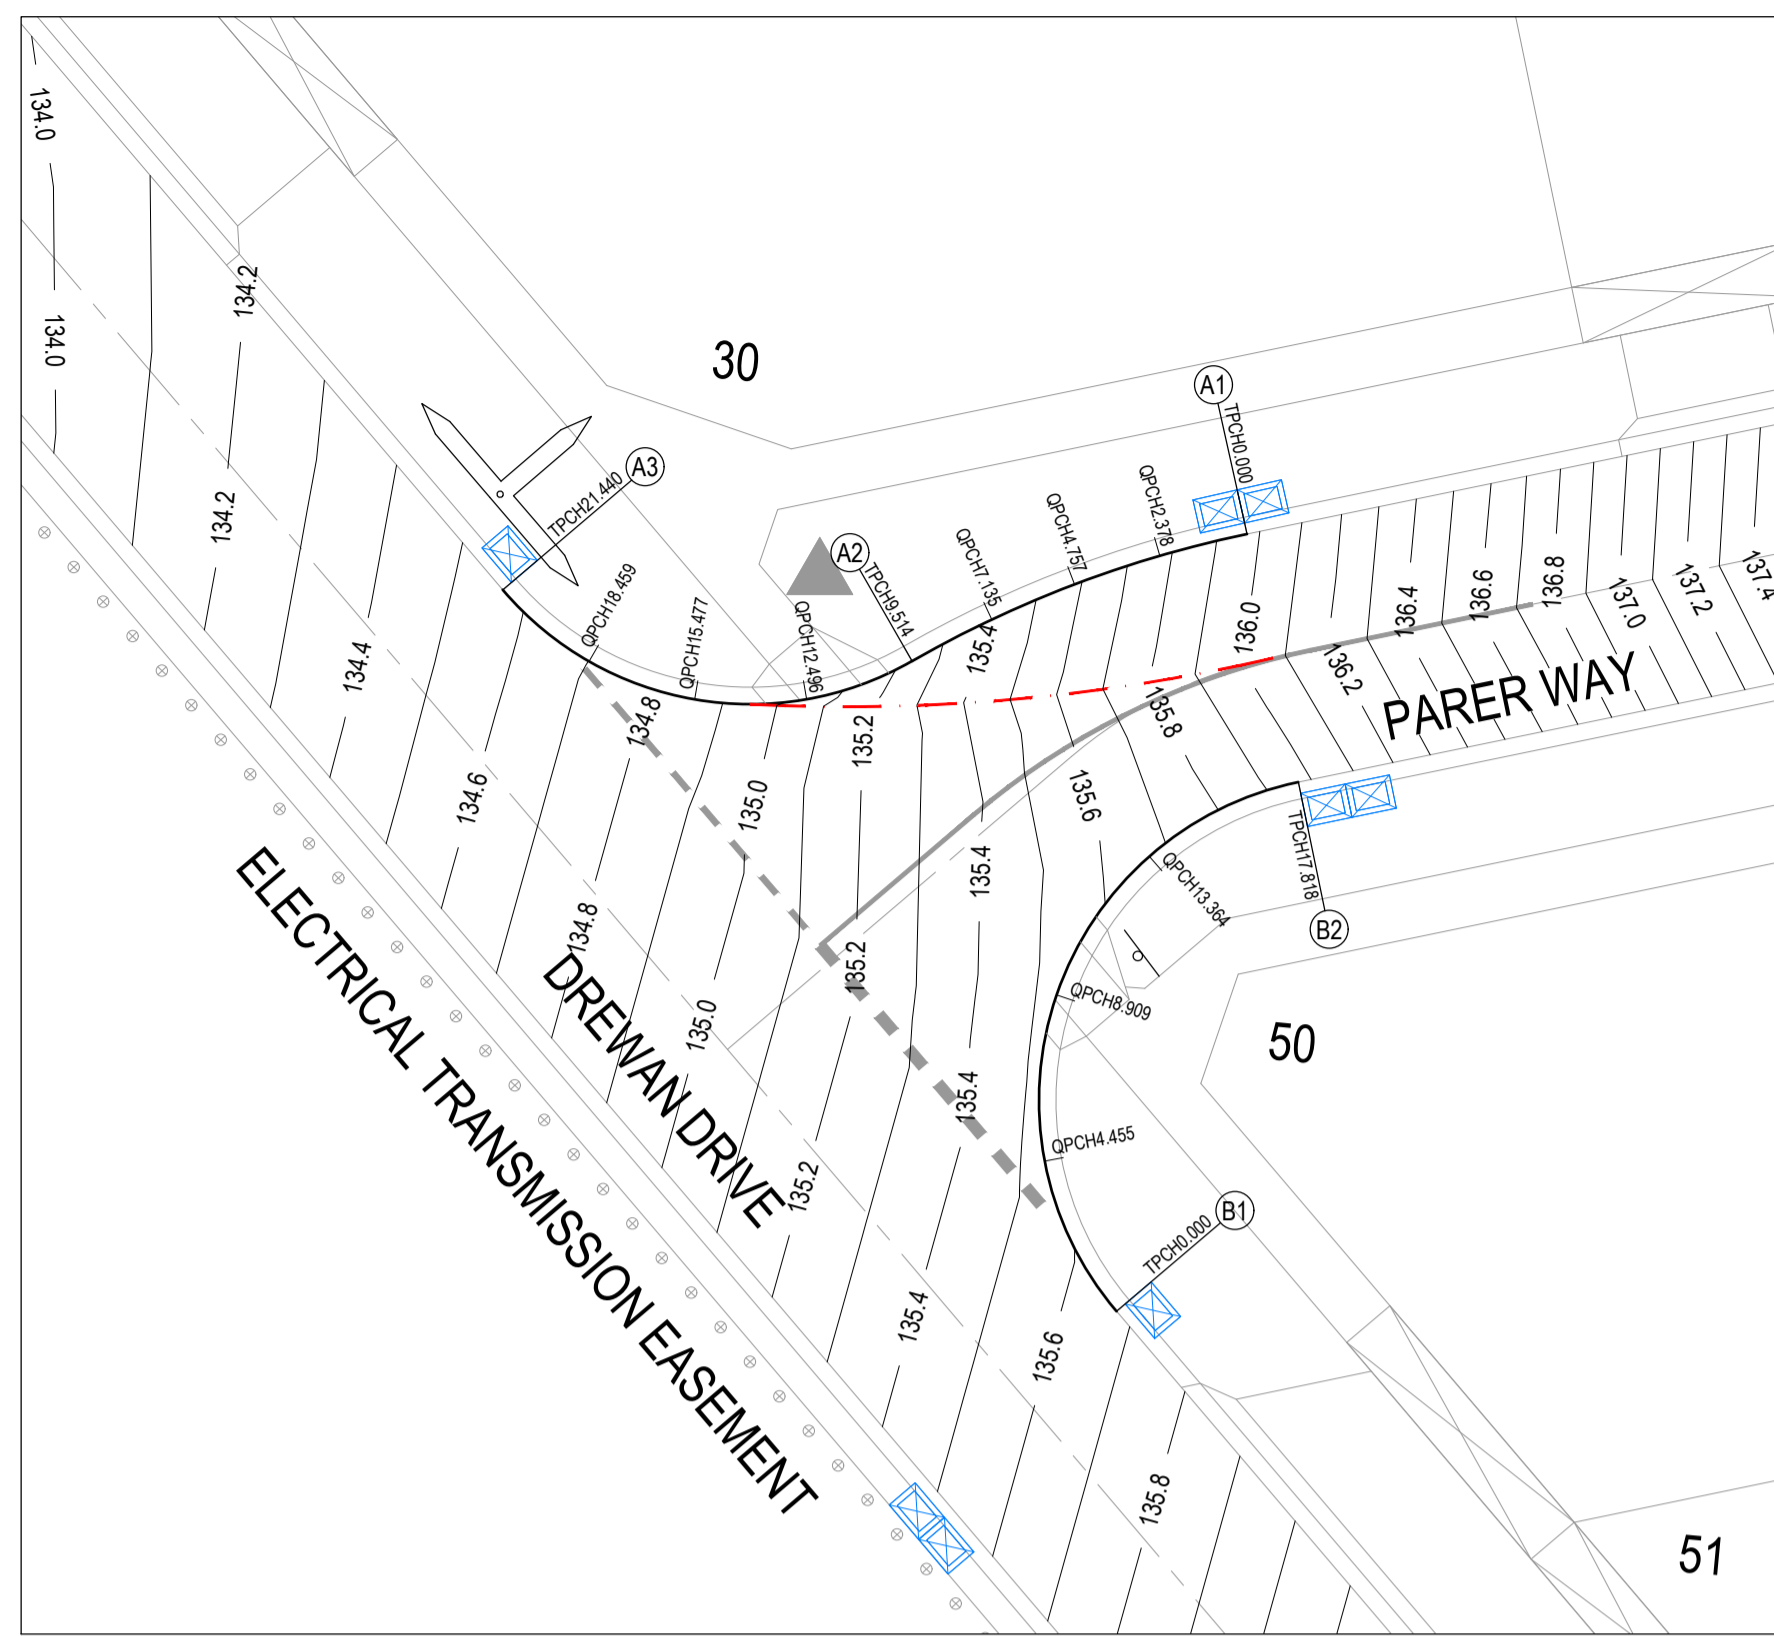 134.0
134.2
134.0
30
A1
TPCH0.000
A3
TPCH21.440
QPCH2.378
QPCH4.757
134.2
A2
TPCH9.514
QPCH7.135
QPCH18.459
QPCH15.477
QPCH12.496
136.0
136.4
136.6
136.8
137.0
137.2
137.4
134.4
135.4
136.2
134.8
135.2
135.8
PARER WAY
134.6
135.0
135.6
TPCH17.818
135.4
QPCH13.364
B2
134.8
135.2
ELECTRICAL TRANSMISSION EASEMENT
DREWAN DRIVE
135.0
QPCH8.909
50
135.4
QPCH4.455
135.2
B1
TPCH0.000
135.4
135.6
135.8
51